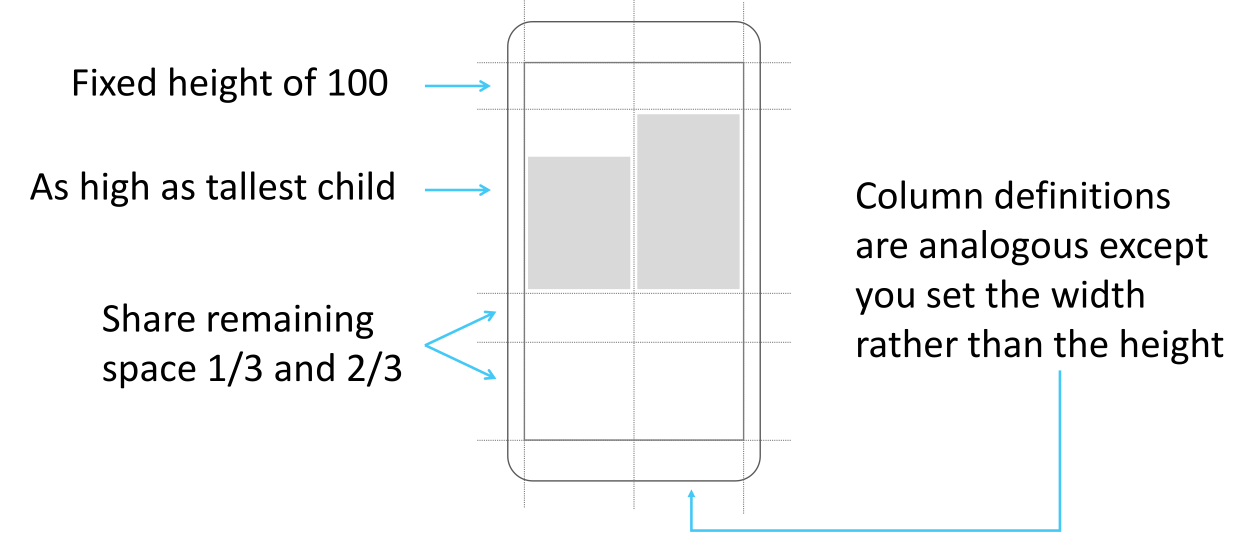 Fixed height of 100
As high as tallest child
Share remaining
space 1/3 and 2/3
Column definitions
are analogous except
you set the width
rather than the height